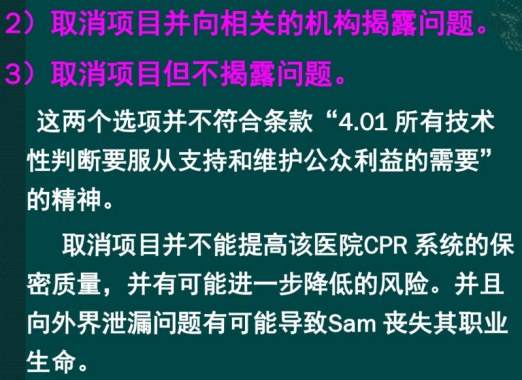 2）取消项目并向相关的机构揭露问题。
3）取消项目但不揭露问题。
这两个选项并不符合条款“4.01 所有技术
性判断要服从支持和维护公众利益的需要”
的精神。
取消项目并不能提高该医院CPR 系统的保
密质量，并有可能进一步降低的风险。并且
向外界泄漏问题有可能导致Sam 丧失其职业
生命。